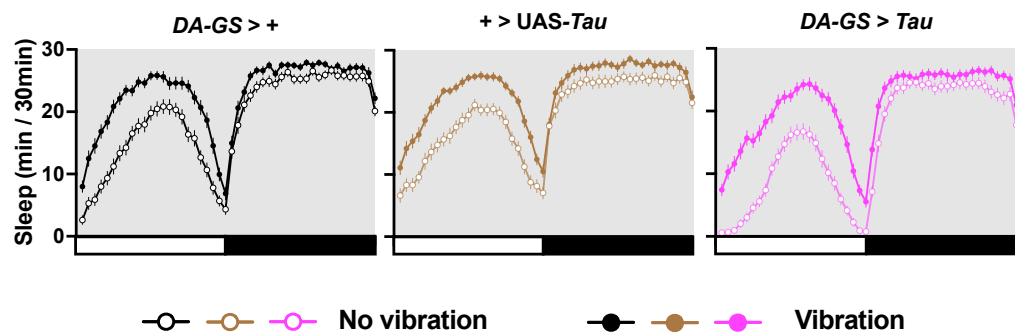 DA-GS > +
+ > UAS-Tau
DA-GS > Tau
Sleep (min / 30min)
30
20
10
0
No vibration
Vibration